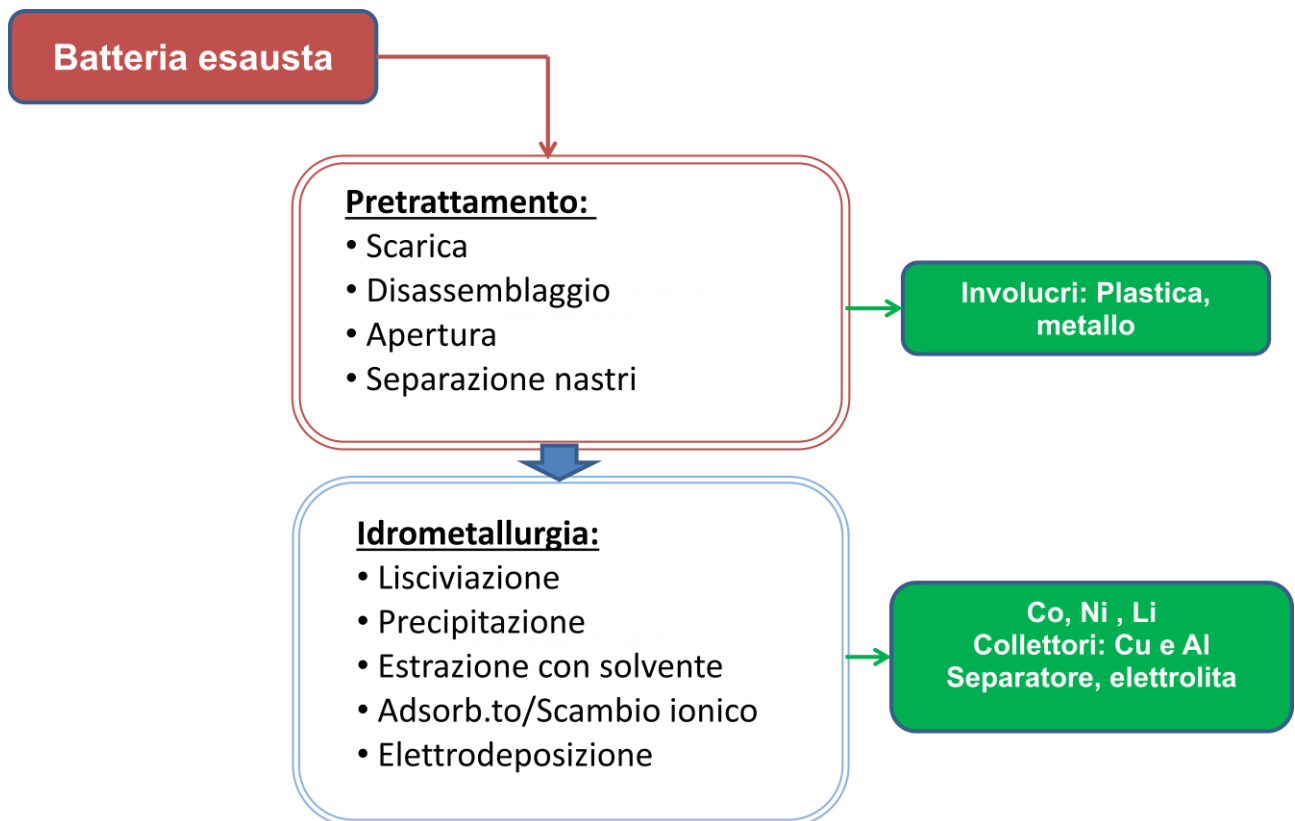 Batteria esausta
Pretrattamento:
• Scarica
• Disassemblaggio
• Apertura
• Separazione nastri
Involucri: Plastica,
metallo
Idrometallurgia:
• Lisciviazione
• Precipitazione
• Estrazione con solvente
• Adsorb.to/Scambio ionico
• Elettrodeposizione
Co, Ni , Li
Collettori: Cu e Al
Separatore, elettrolita